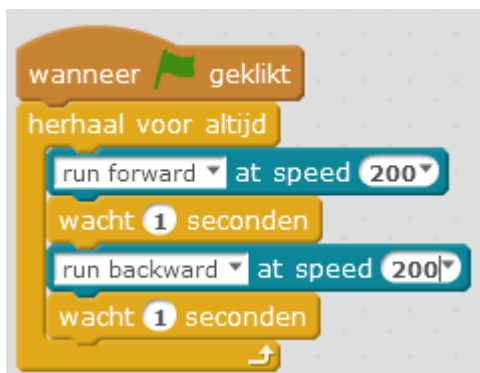 wanneer geklikt
herhaal voor altijd
run forward at speed 200
wacht 1 seconden
run backward at speed 200
wacht 1 seconden